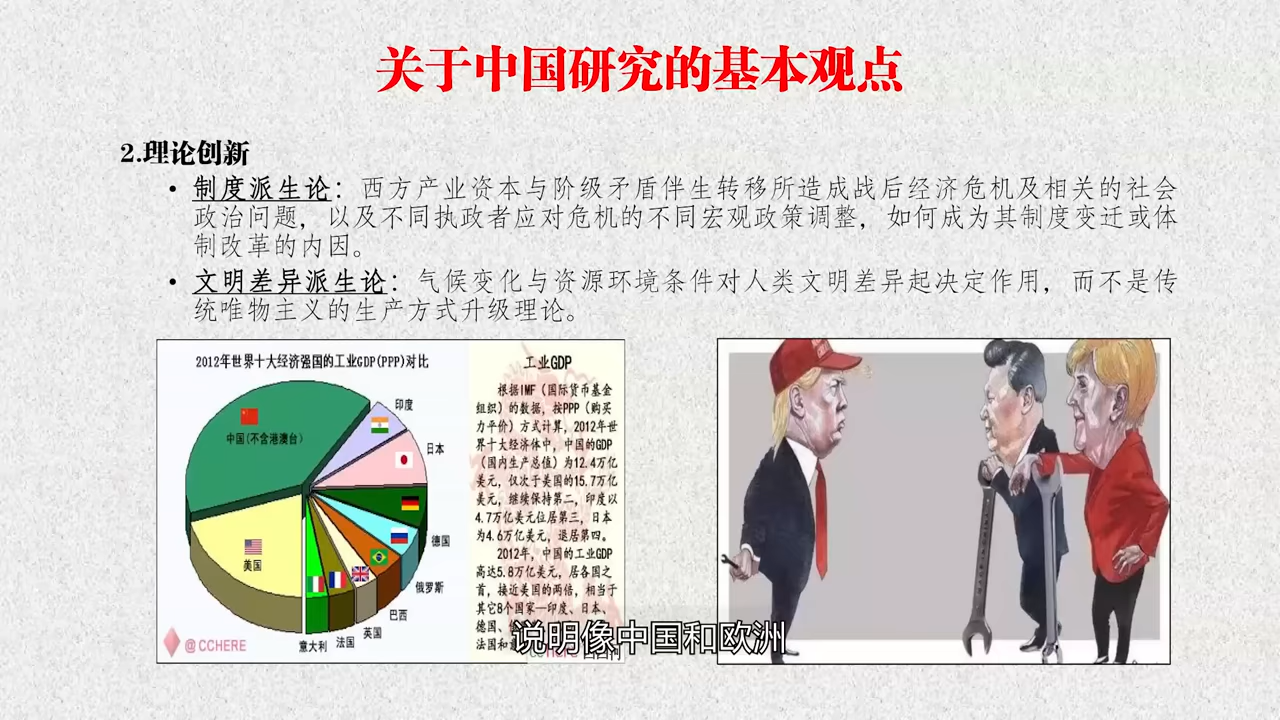 关于中国研究的基本观点
2.理论创新
• 制度派生论：西方产业资本与阶级矛盾伴生转移所造成战后经济危机及相关的社会
政治问题，以及不同执政者应对危机的不同宏观政策调整，如何成为其制度变迁或体
制改革的内因。
• 文明差异派生论：气候变化与资源环境条件对人类文明差异起决定作用，而不是传
统唯物主义的生产方式升级理论。
2012年世界十大经济强国的工业GDP(PPP)对比
中国(不含港澳台)
印度
日本
德国
俄罗斯
巴西
英国
法国
意大利
美国
@CCHERE
工业GDP
根据IMF（国际货币基金
组织）的数据，按PPP（购买
力平价）方式计算，2012年世
界十大经济体中，中国的GDP
（国内生产总值）为12.4万亿
美元，仅次于美国的15.7万亿
美元，继续保持第二，印度以
4.7万亿美元位居第三，日本
为4.6万亿美元，退居第四。
2012年，中国的工业GDP
高达5.8万亿美元，居各国之
首，接近美国的两倍，相当于
其它8个国家—印度、日本、
德国、
法国和
说明像中国和欧洲